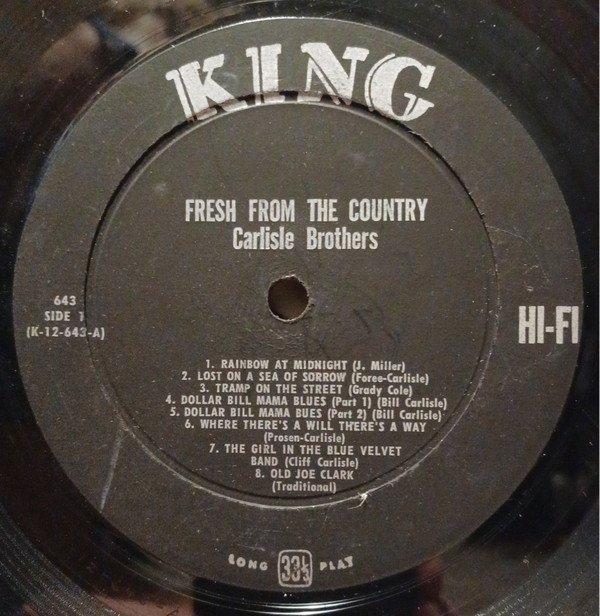 KING
FRESH FROM THE COUNTRY
Carlisle Brothers
643
SIDE 1
(K-12-643-A)
HI-FI
1. RAINBOW AT MIDNIGHT (J. Miller)
2. LOST ON A SEA OF SORROW (Foree-Carlisle)
3. TRAMP ON THE STREET (Grady Cole)
4. DOLLAR BILL MAMA BLUES (Part 1) (Bill Carlisle)
5. DOLLAR BILL MAMA BUES (Part 2) (Bill Carlisle)
6. WHERE THERE'S A WILL THERE'S A WAY
(Prosen-Carlisle)
7. THE GIRL IN THE BLUE VELVET
BAND (Cliff Carlisle)
8. OLD JOE CLARK
(Traditional)
LONG 33⅓ PLAY